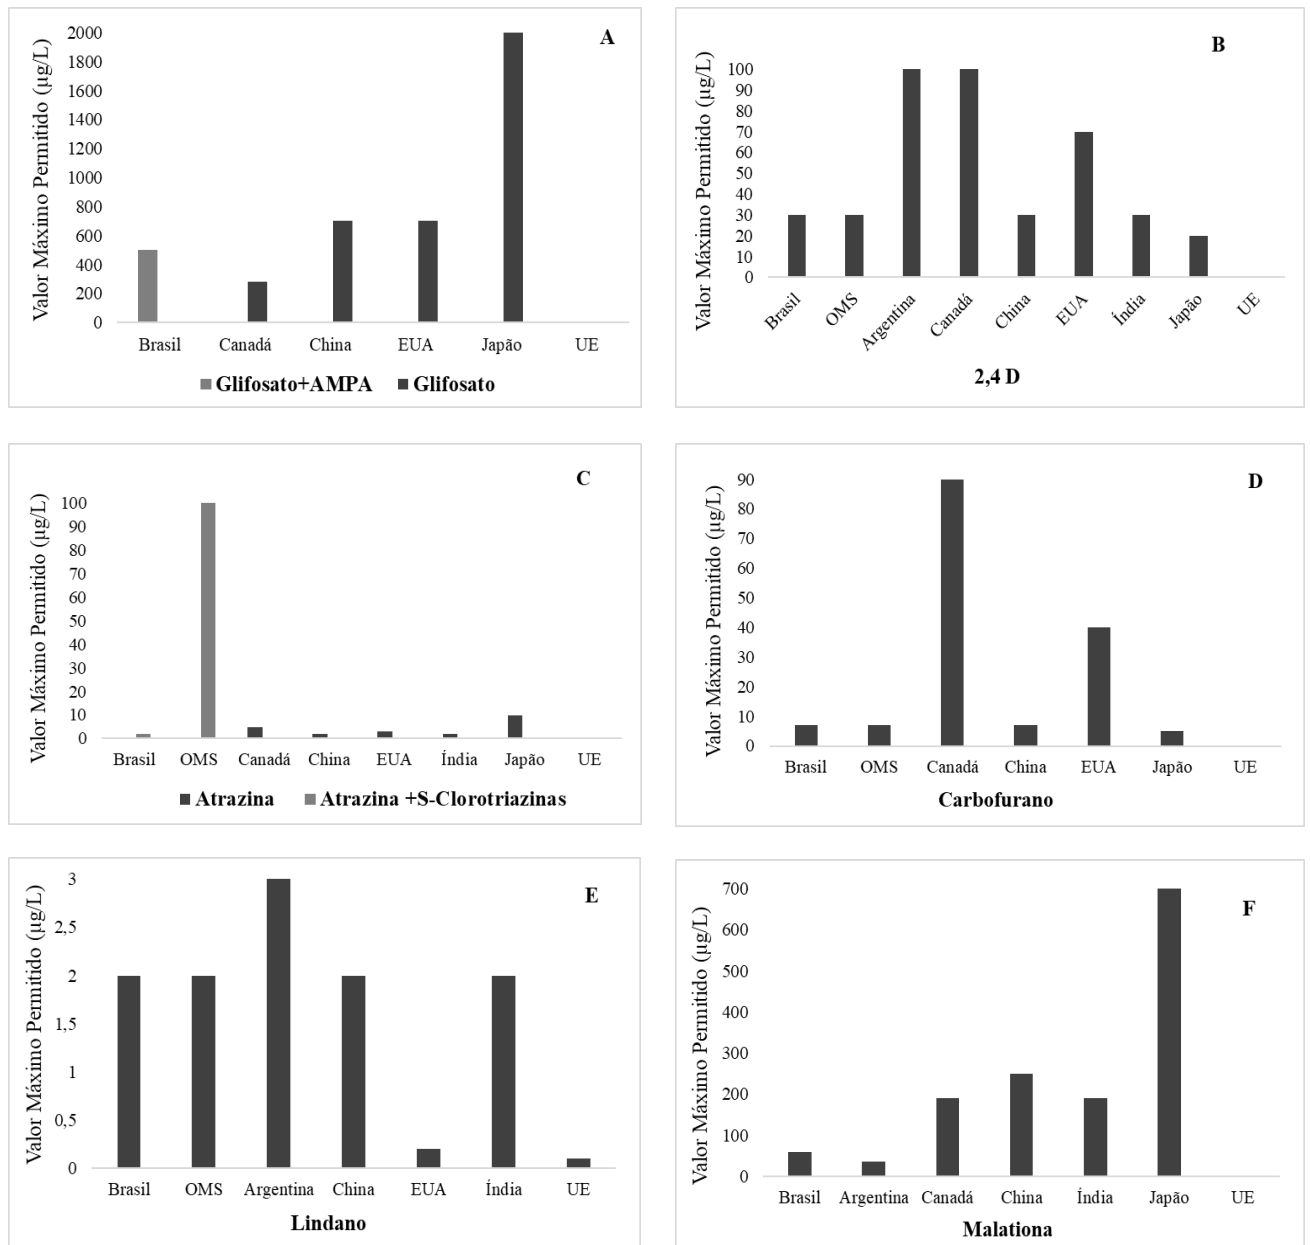 A
Valor Máximo Permitido (µg/L)
2000
1800
1600
1400
1200
1000
800
600
400
200
0
Brasil Canadá China EUA Japão UE
Glifosato+AMPA Glifosato
B
Valor Máximo Permitido (µg/L)
100
90
80
70
60
50
40
30
20
10
0
Brasil OMS Argentina Canadá China EUA Índia Japão UE
2,4 D
C
Valor Máximo Permitido (µg/L)
100
90
80
70
60
50
40
30
20
10
0
Brasil OMS Canadá China EUA Índia Japão UE
Atrazina Atrazina +S-Clorotriazinas
D
Valor Máximo Permitido (µg/L)
90
80
70
60
50
40
30
20
10
0
Brasil OMS Canadá China EUA Japão UE
Carbofurano
E
Valor Máximo Permitido (µg/L)
3
2,5
2
1,5
1
0,5
0
Brasil OMS Argentina China EUA Índia UE
Lindano
F
Valor Máximo Permitido (µg/L)
700
600
500
400
300
200
100
0
Brasil Argentina Canadá China Índia Japão UE
Malationa